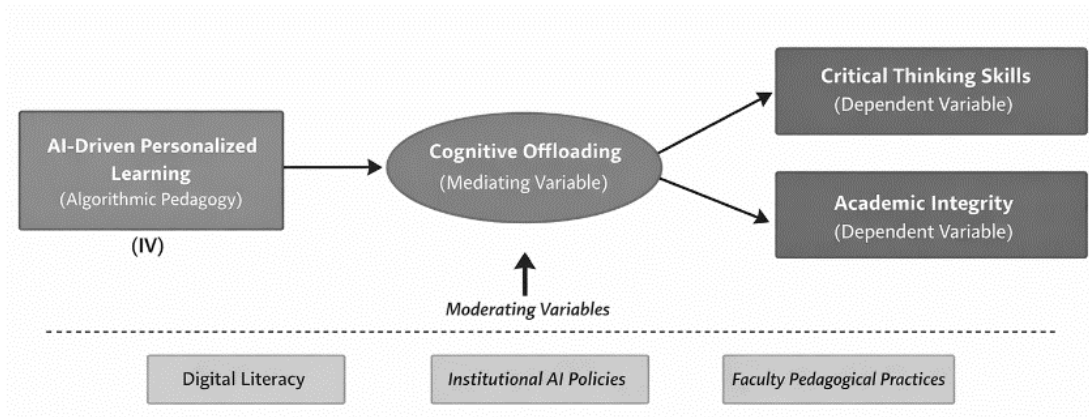 AI-Driven Personalized
Learning
(Algorithmic Pedagogy)
(IV)
Cognitive Offloading
(Mediating Variable)
Critical Thinking Skills
(Dependent Variable)
Academic Integrity
(Dependent Variable)
Moderating Variables
Digital Literacy
Institutional AI Policies
Faculty Pedagogical Practices